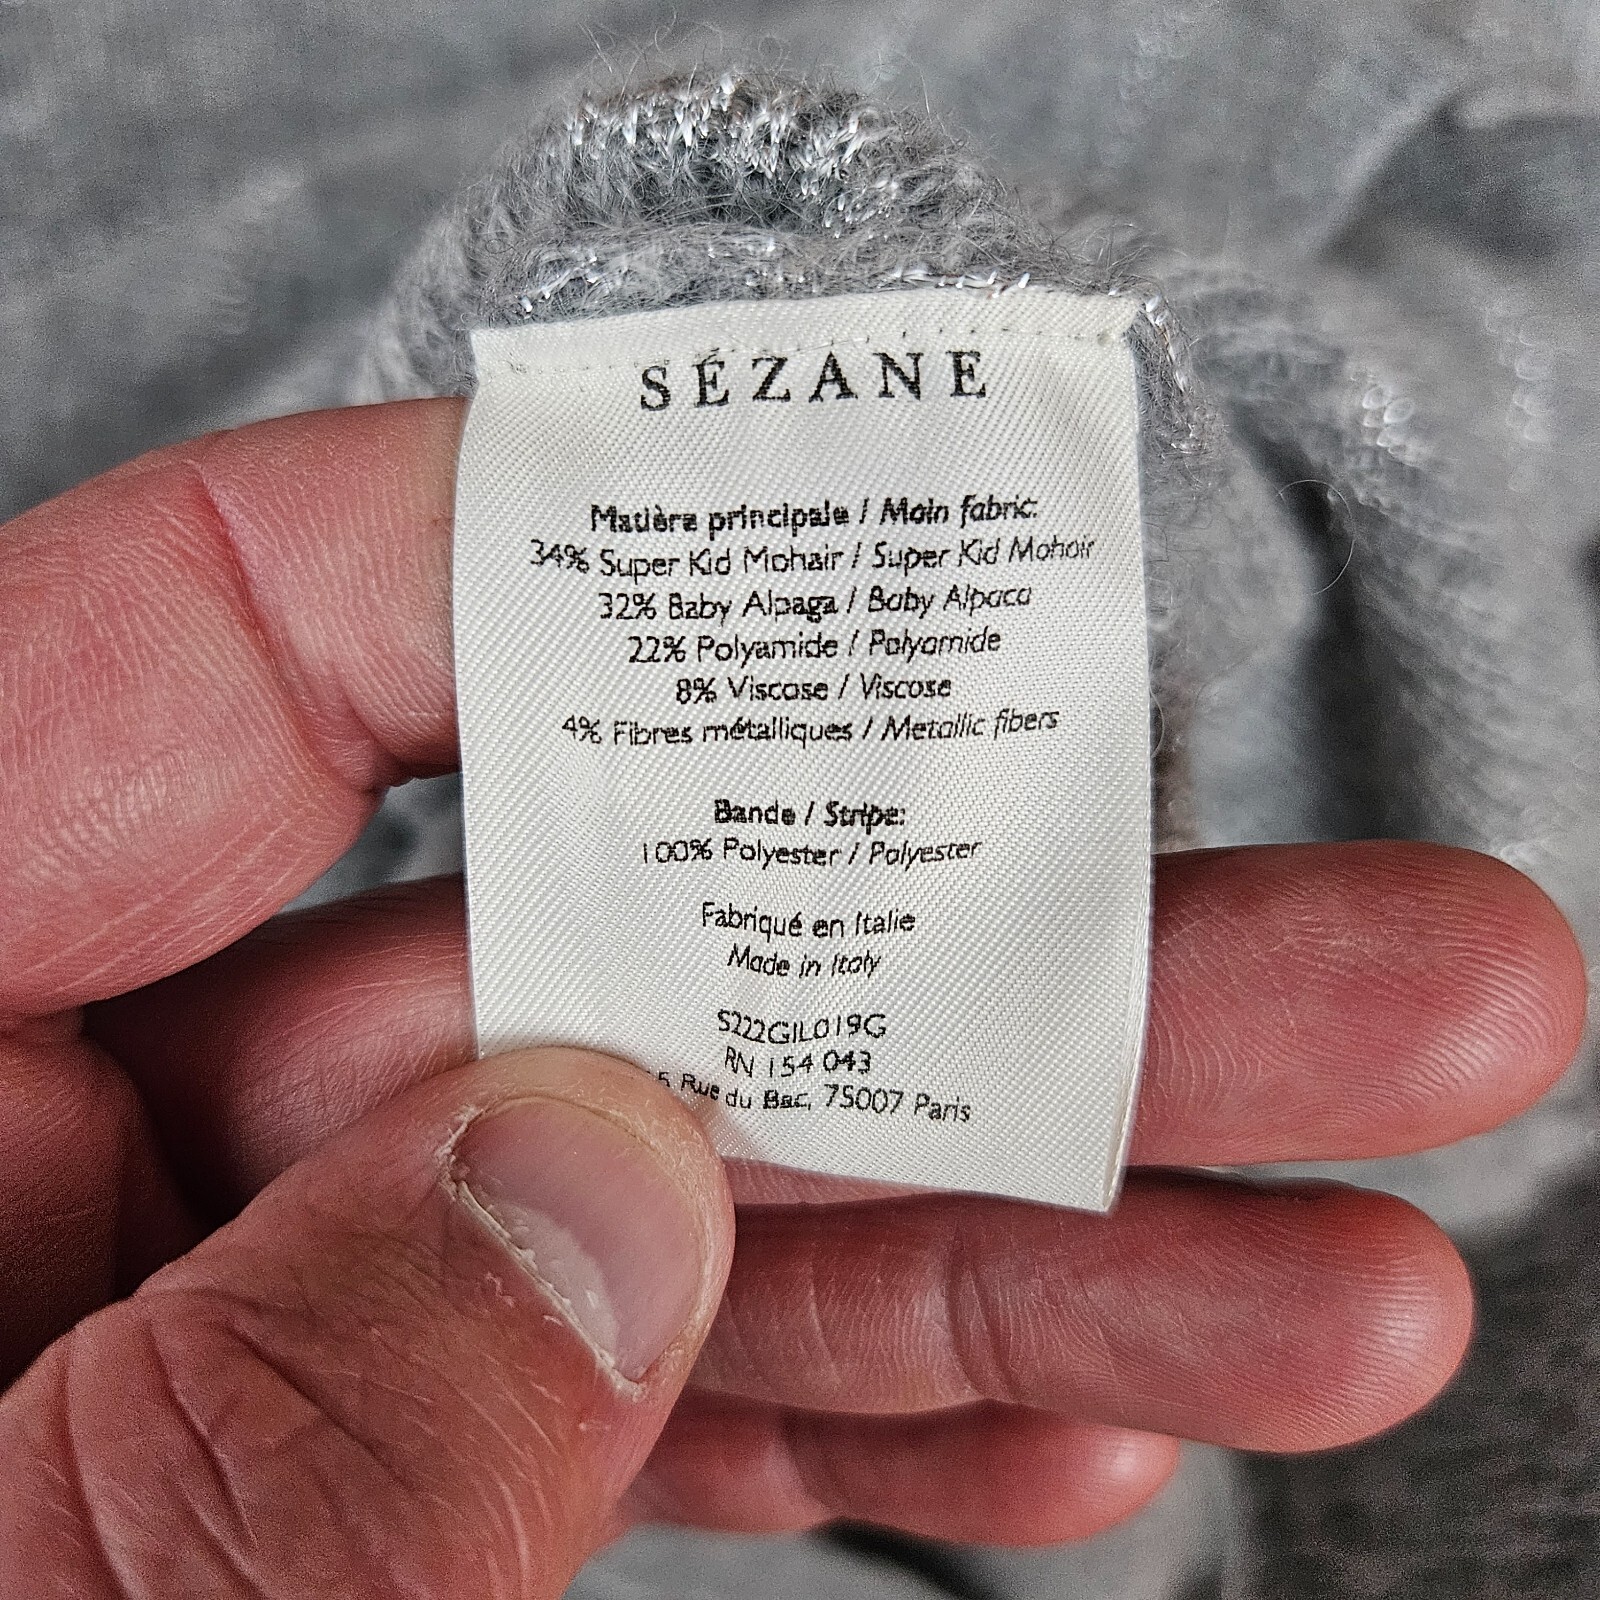 SÉZANE
Matière principale / Main fabric:
34% Super Kid Mohair / Super Kid Mohair
32% Baby Alpaga / Baby Alpaca
22% Polyamide / Polyamide
8% Viscose / Viscose
4% Fibres métalliques / Metallic fibers
Bande / Stripe:
100% Polyester / Polyester
Fabriqué en Italie
Made in Italy
S222GIL019G
RN 154 043
Rue du Bac, 75007 Paris